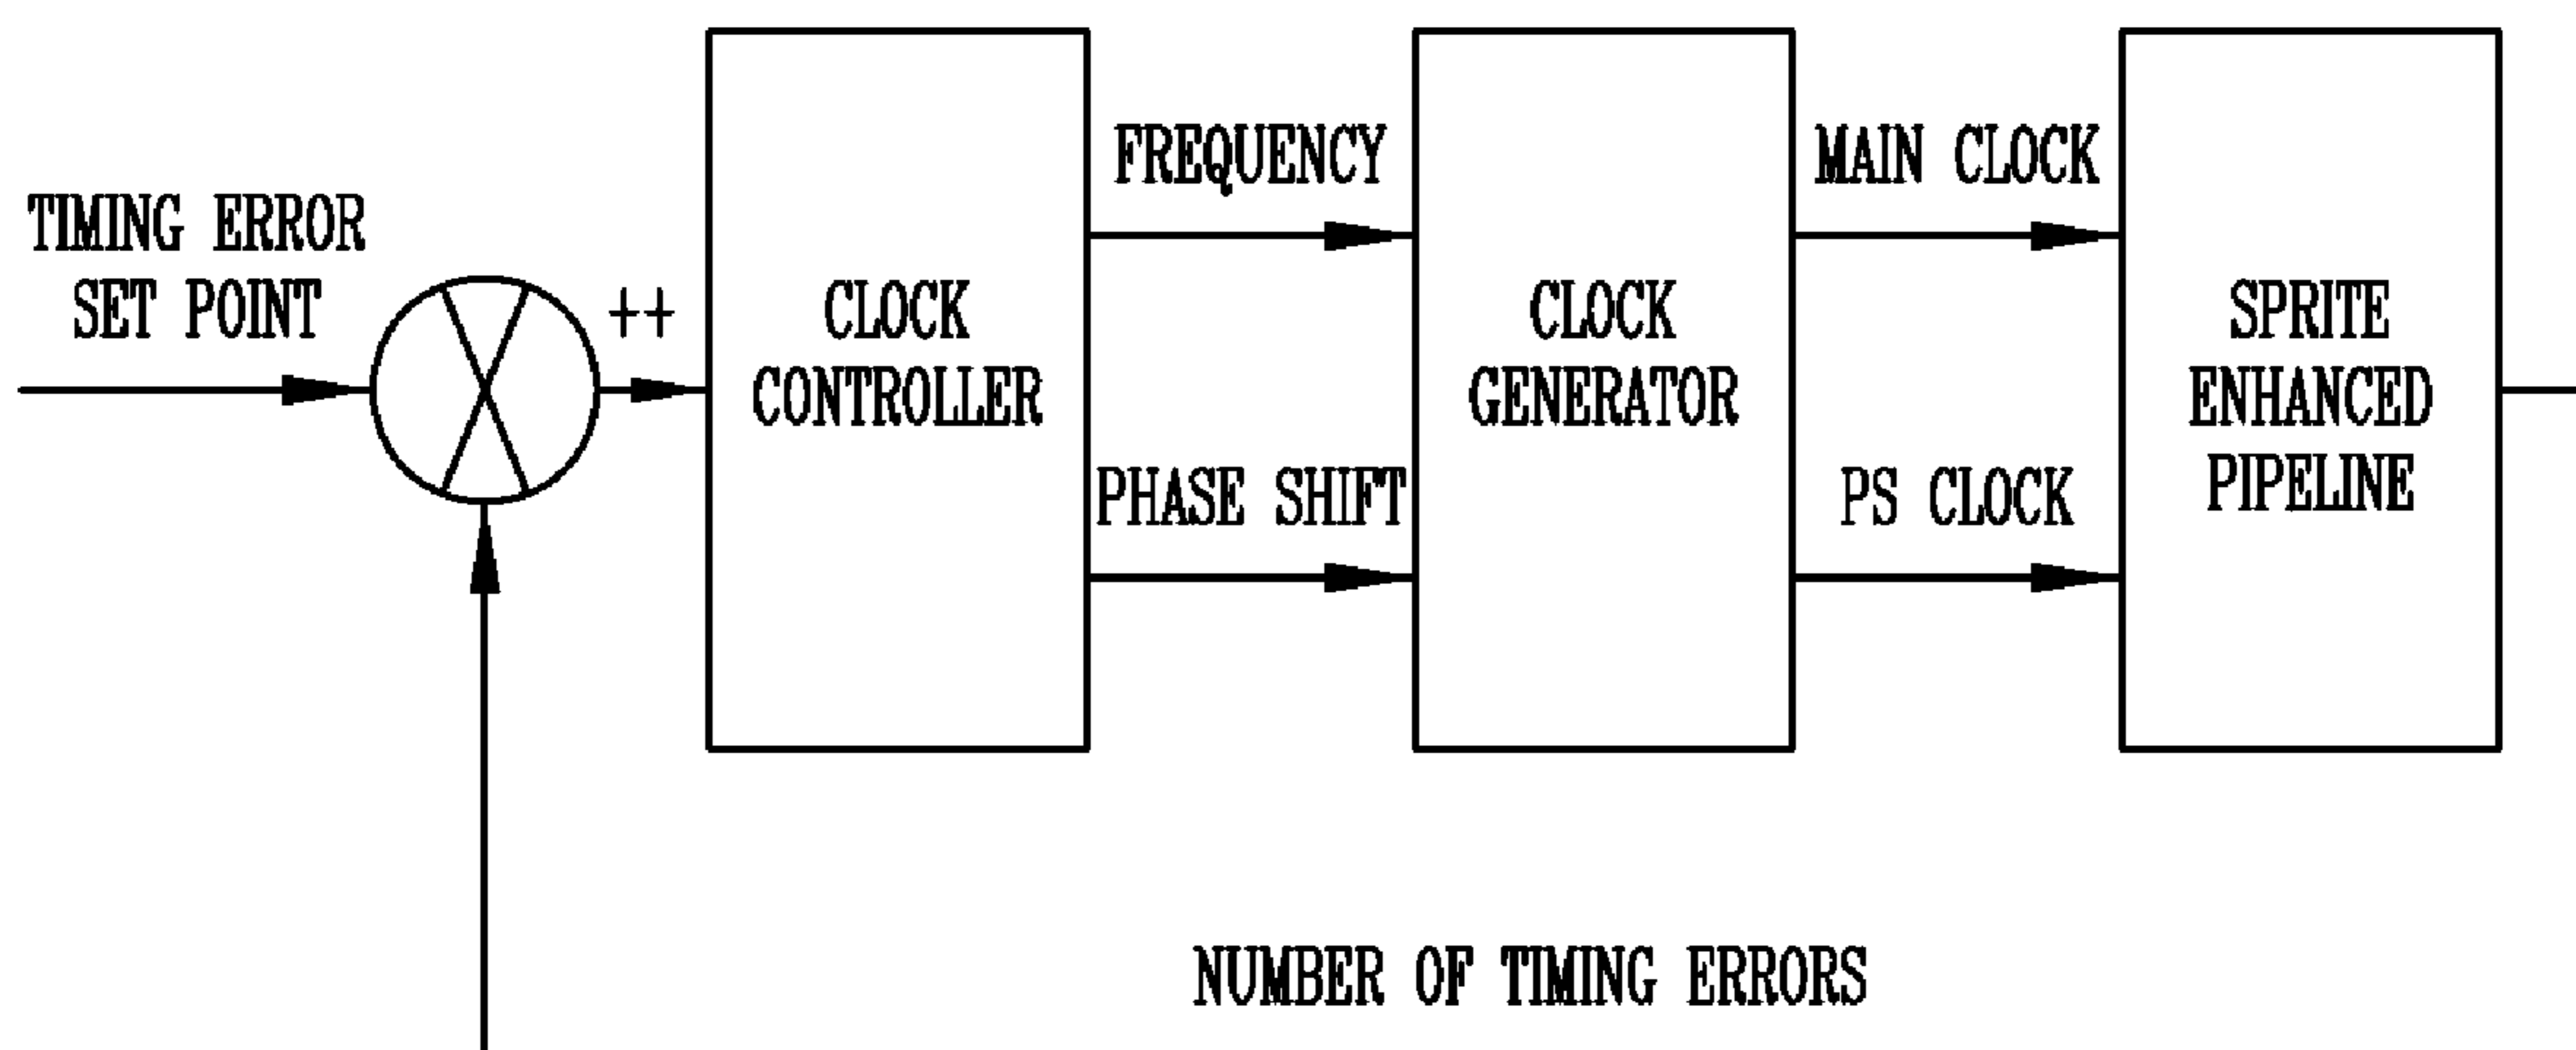 TIMING ERROR
SET POINT
++
CLOCK
CONTROLLER
FREQUENCY
PHASE SHIFT
CLOCK
GENERATOR
MAIN CLOCK
PS CLOCK
SPRITE
ENHANCED
PIPELINE
NUMBER OF TIMING ERRORS